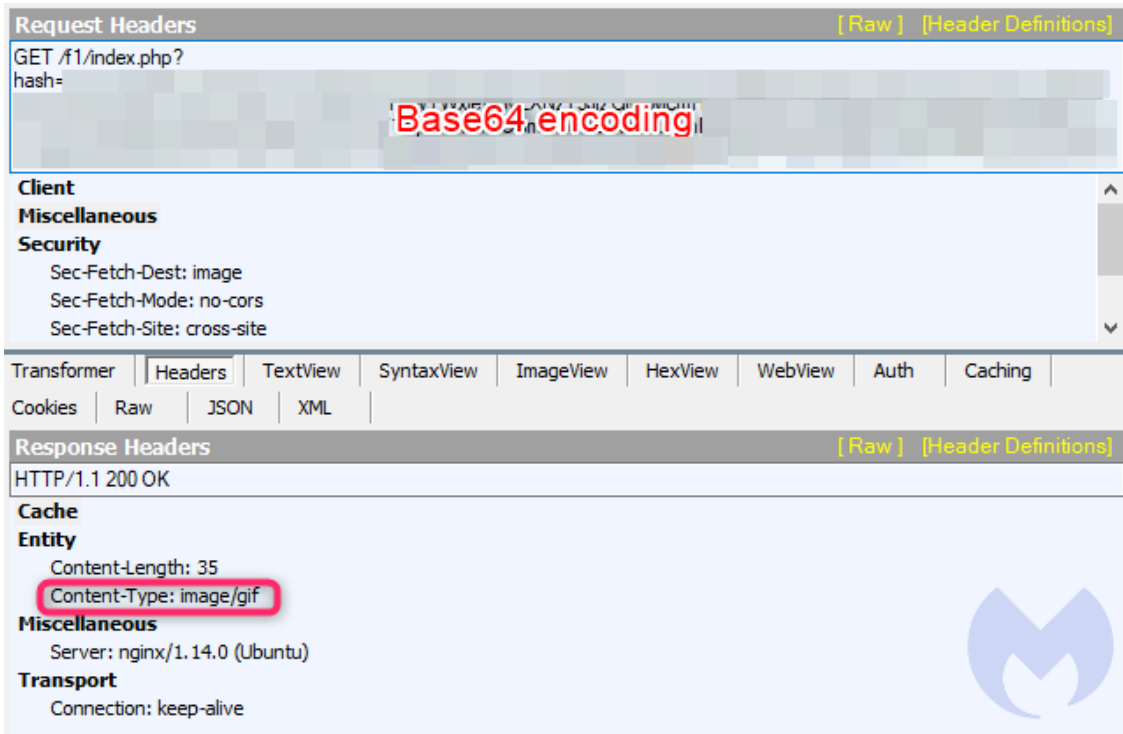 Request Headers [ Raw ] [Header Definitions]
GET /f1/index.php?
hash=
Base64 encoding
Client
Miscellaneous
Security
Sec-Fetch-Dest: image
Sec-Fetch-Mode: no-cors
Sec-Fetch-Site: cross-site
Transformer Headers TextView SyntaxView ImageView HexView WebView Auth Caching
Cookies Raw JSON XML
Response Headers [ Raw ] [Header Definitions]
HTTP/1.1 200 OK
Cache
Entity
Content-Length: 35
Content-Type: image/gif
Miscellaneous
Server: nginx/1.14.0 (Ubuntu)
Transport
Connection: keep-alive